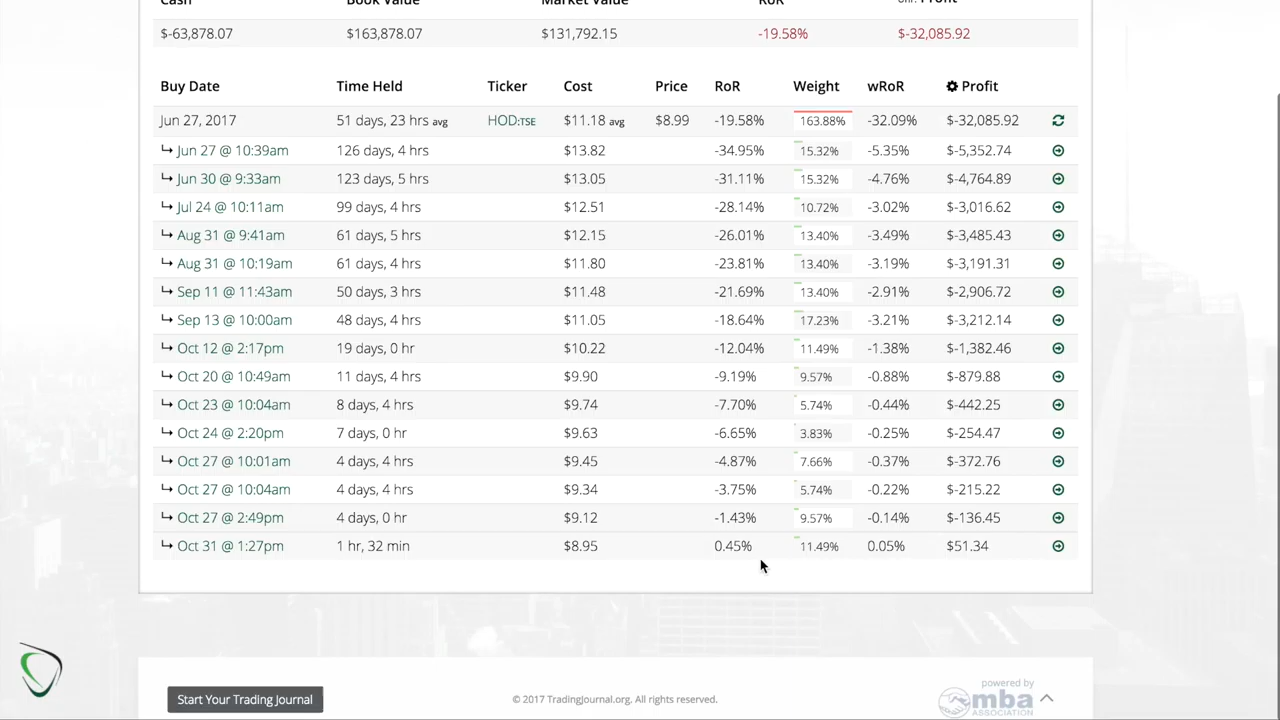 Cash Book Value Market Value RoR Unr. Profit
$-63,878.07 $163,878.07 $131,792.15 -19.58% $-32,085.92
Buy Date Time Held Ticker Cost Price RoR Weight wRoR Profit
Jun 27, 2017 51 days, 23 hrs avg HOD:TSE $11.18 avg $8.99 -19.58% 163.88% -32.09% $-32,085.92
Jun 27 @ 10:39am 126 days, 4 hrs $13.82 -34.95% 15.32% -5.35% $-5,352.74
Jun 30 @ 9:33am 123 days, 5 hrs $13.05 -31.11% 15.32% -4.76% $-4,764.89
Jul 24 @ 10:11am 99 days, 4 hrs $12.51 -28.14% 10.72% -3.02% $-3,016.62
Aug 31 @ 9:41am 61 days, 5 hrs $12.15 -26.01% 13.40% -3.49% $-3,485.43
Aug 31 @ 10:19am 61 days, 4 hrs $11.80 -23.81% 13.40% -3.19% $-3,191.31
Sep 11 @ 11:43am 50 days, 3 hrs $11.48 -21.69% 13.40% -2.91% $-2,906.72
Sep 13 @ 10:00am 48 days, 4 hrs $11.05 -18.64% 17.23% -3.21% $-3,212.14
Oct 12 @ 2:17pm 19 days, 0 hr $10.22 -12.04% 11.49% -1.38% $-1,382.46
Oct 20 @ 10:49am 11 days, 4 hrs $9.90 -9.19% 9.57% -0.88% $-879.88
Oct 23 @ 10:04am 8 days, 4 hrs $9.74 -7.70% 5.74% -0.44% $-442.25
Oct 24 @ 2:20pm 7 days, 0 hr $9.63 -6.65% 3.83% -0.25% $-254.47
Oct 27 @ 10:01am 4 days, 4 hrs $9.45 -4.87% 7.66% -0.37% $-372.76
Oct 27 @ 10:04am 4 days, 4 hrs $9.34 -3.75% 5.74% -0.22% $-215.22
Oct 27 @ 2:49pm 4 days, 0 hr $9.12 -1.43% 9.57% -0.14% $-136.45
Oct 31 @ 1:27pm 1 hr, 32 min $8.95 0.45% 11.49% 0.05% $51.34
powered by
Start Your Trading Journal © 2017 TradingJournal.org. All rights reserved. mba
ASSOCIATION